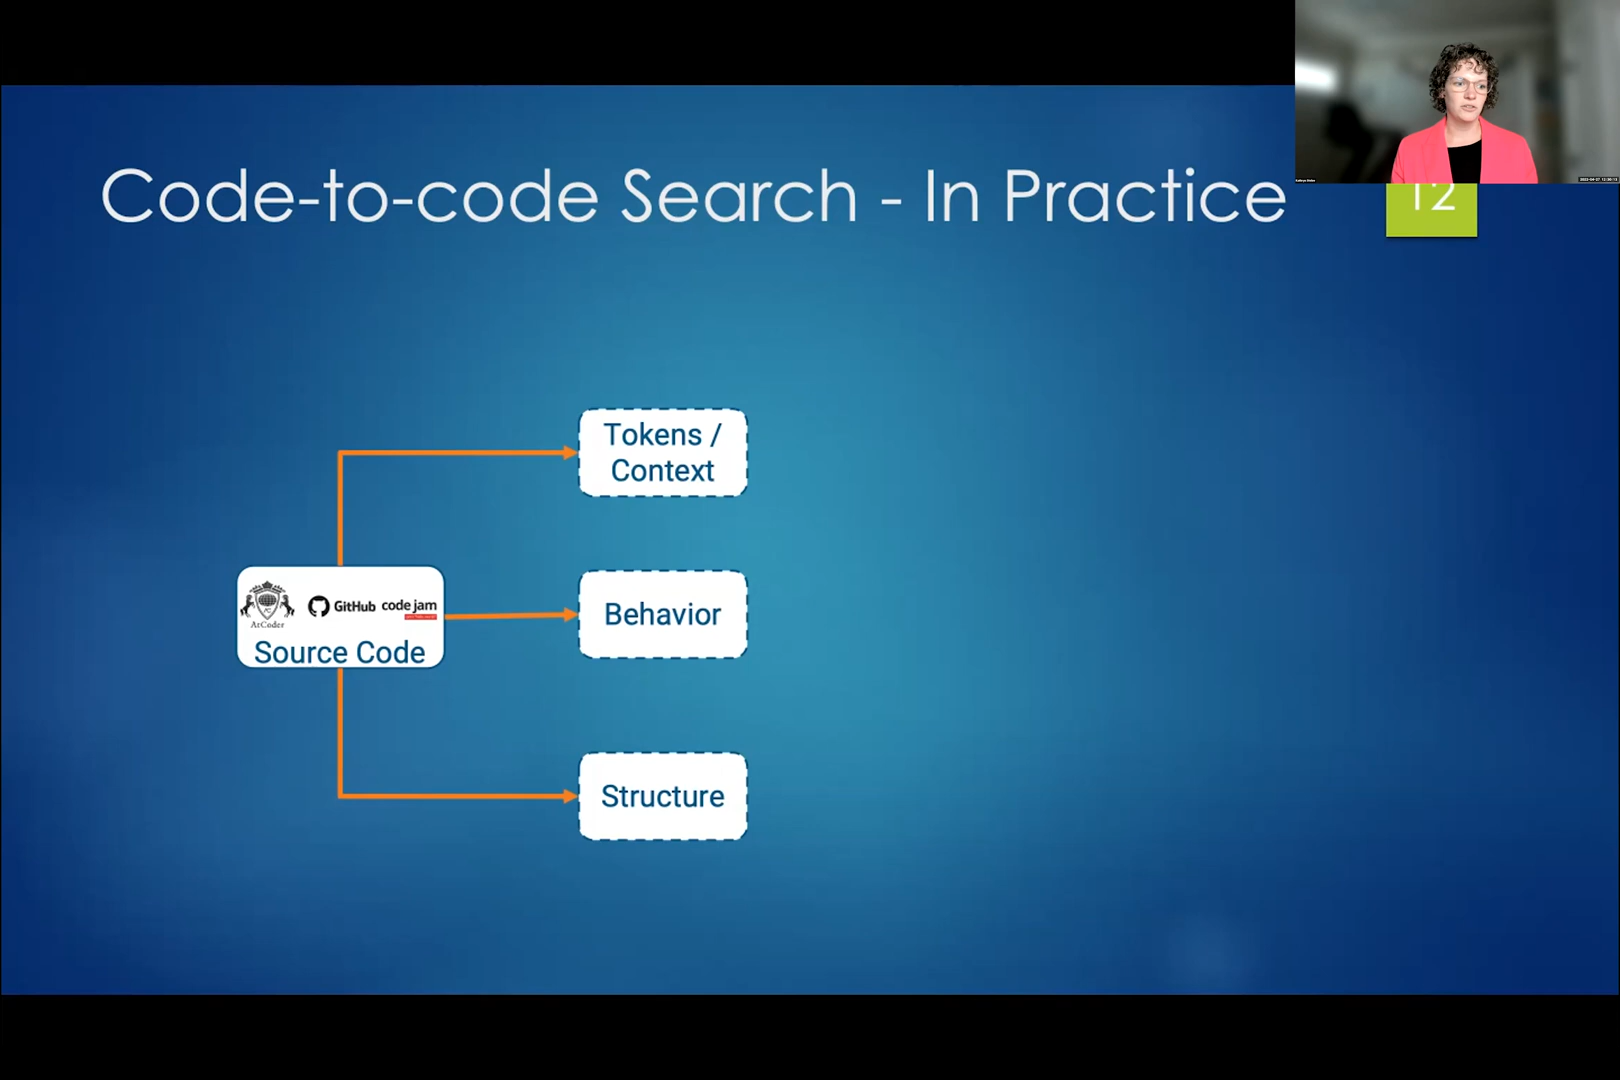 Code-to-code Search - In Practice
12
Tokens /
Context
Behavior
AtCoder
GitHub
code jam
Source Code
Structure